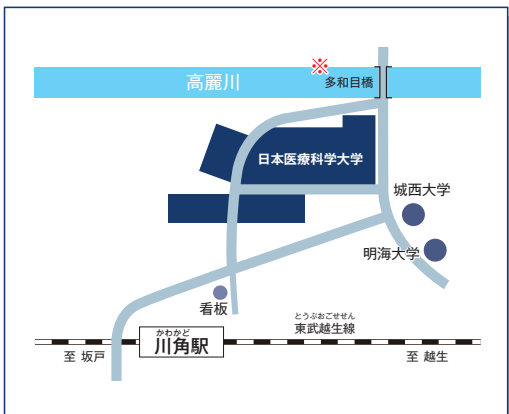 ※
高麗川
多和目橋
日本医療科学大学
城西大学
明海大学
看板
とうぶおごせせん
東武越生線
かわかど
川角駅
至 坂戸
至 越生